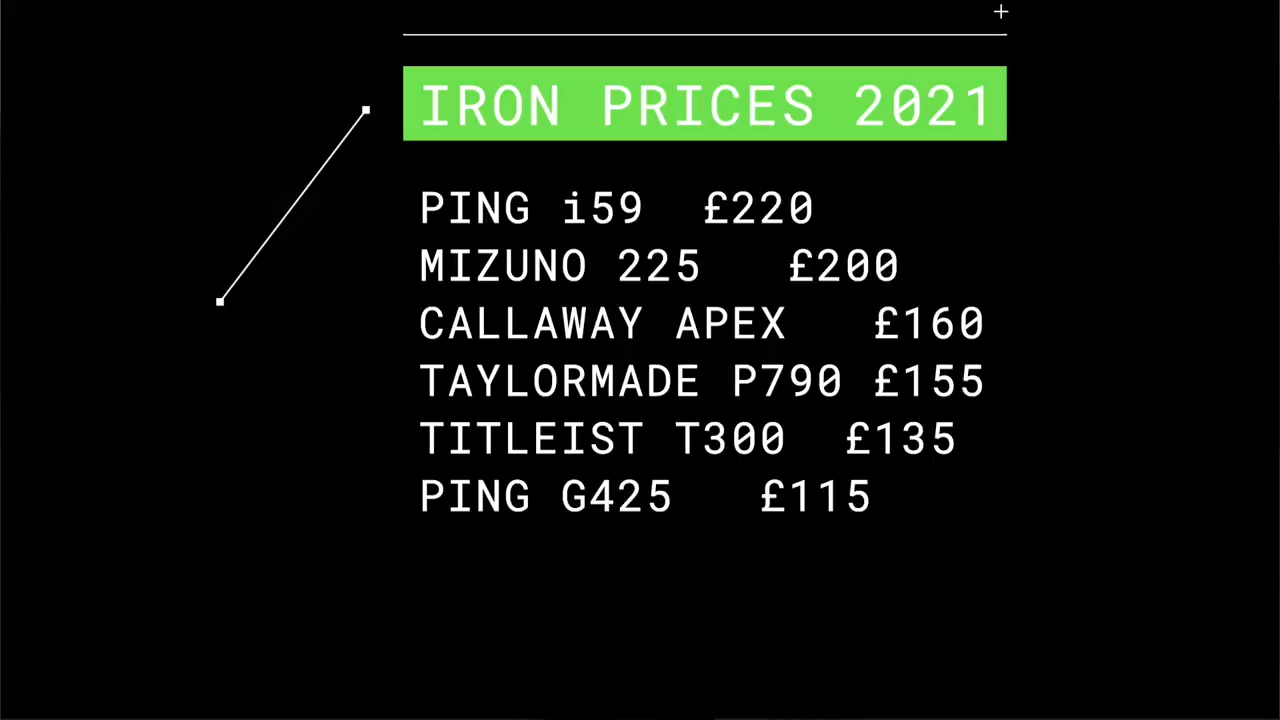 IRON PRICES 2021
PING i59 £220
MIZUNO 225 £200
CALLAWAY APEX £160
TAYLORMADE P790 £155
TITLEIST T300 £135
PING G425 £115